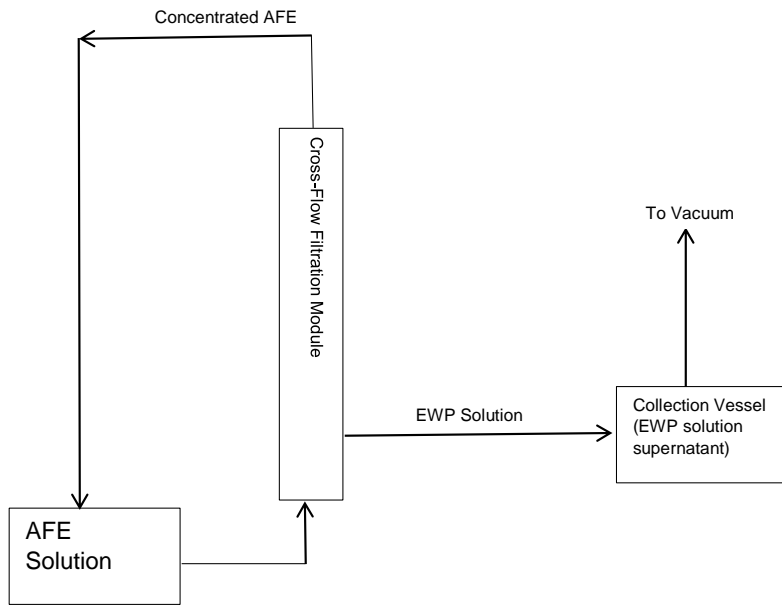 Concentrated AFE
Cross-Flow Filtration Module
To Vacuum
EWP Solution
Collection Vessel
(EWP solution
supernatant)
AFE
Solution